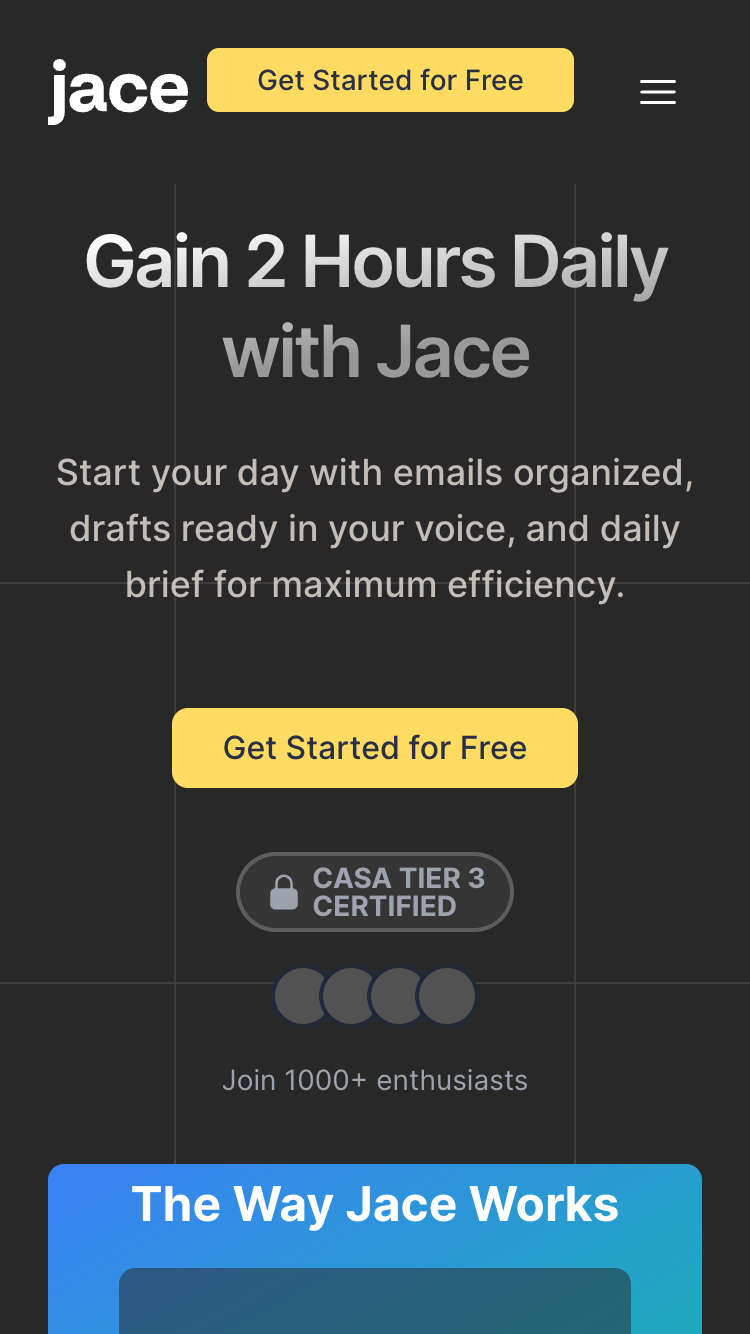 jace
Get Started for Free
Gain 2 Hours Daily
with Jace
Start your day with emails organized,
drafts ready in your voice, and daily
brief for maximum efficiency.
Get Started for Free
CASA TIER 3
CERTIFIED
Join 1000+ enthusiasts
The Way Jace Works